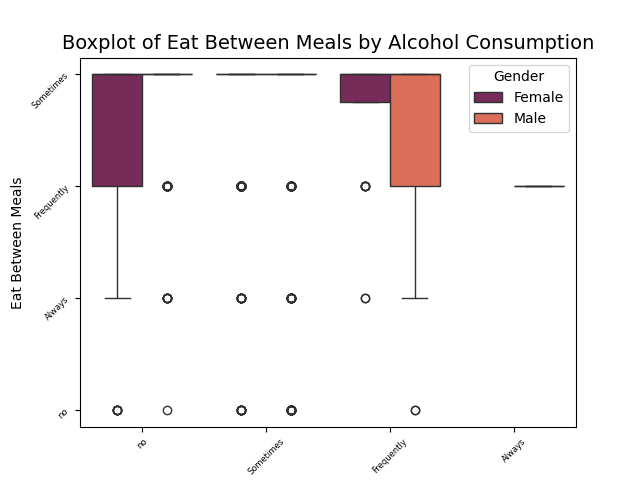 Boxplot of Eat Between Meals by Alcohol Consumption
Gender
Female
Male
Eat Between Meals
Sometimes
Frequently
Always
no
no
Sometimes
Frequently
Always